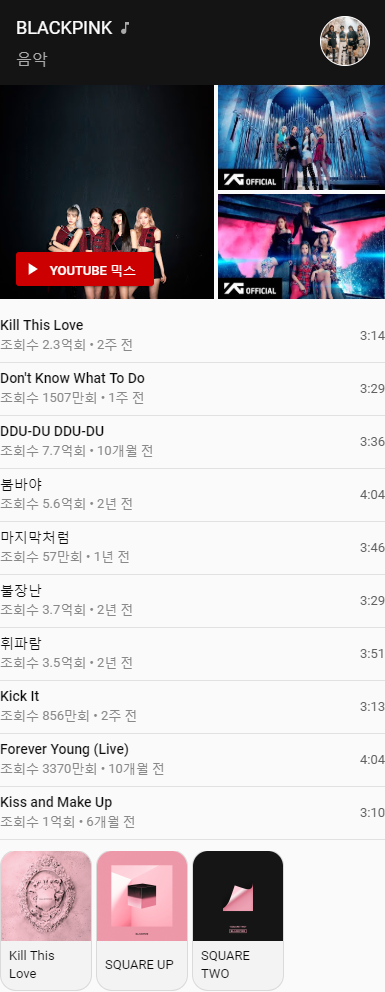 BLACKPINK
음악
YG OFFICIAL
YG OFFICIAL
YOUTUBE 믹스
Kill This Love
조회수 2.3억회 • 2주 전
3:14
Don't Know What To Do
조회수 1507만회 • 1주 전
3:29
DDU-DU DDU-DU
조회수 7.7억회 • 10개월 전
3:36
붐바야
조회수 5.6억회 • 2년 전
4:04
마지막처럼
조회수 57만회 • 1년 전
3:46
불장난
조회수 3.7억회 • 2년 전
3:29
휘파람
조회수 3.5억회 • 2년 전
3:51
Kick It
조회수 856만회 • 2주 전
3:13
Forever Young (Live)
조회수 3370만회 • 10개월 전
4:04
Kiss and Make Up
조회수 1억회 • 6개월 전
3:10
Kill This
Love
SQUARE UP
SQUARE
TWO